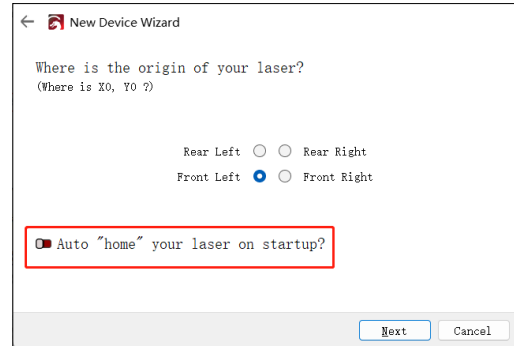 New Device Wizard
Where is the origin of your laser?
(Where is X0, Y0 ?)
Rear Left Rear Right
Front Left Front Right
Auto "home" your laser on startup?
Next Cancel